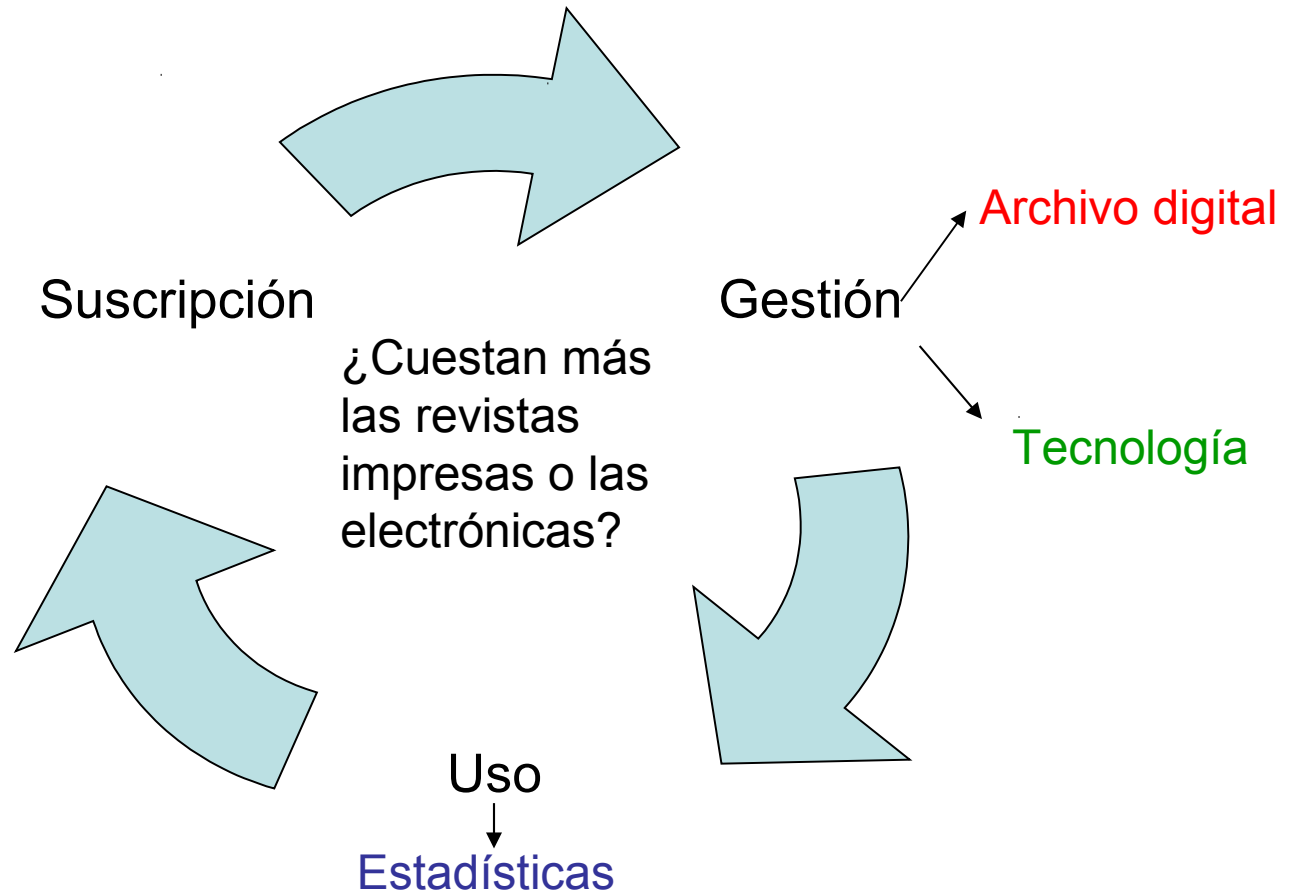 Archivo digital
Suscripción
Gestión
¿Cuestan más
las revistas
impresas o las
electrónicas?
Tecnología
Uso
Estadísticas